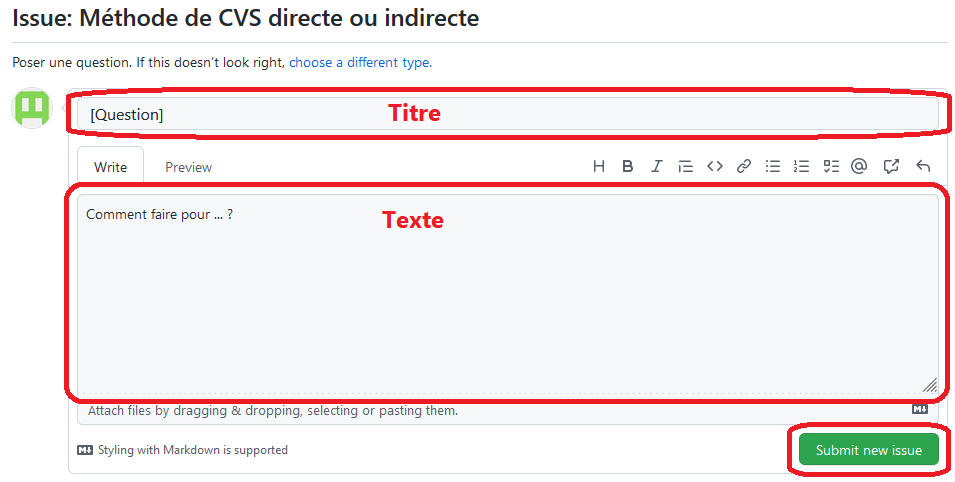 Issue: Méthode de CVS directe ou indirecte
Poser une question. If this doesn't look right, choose a different type.
[Question]
Titre
Write Preview
Comment faire pour ... ?
Texte
Attach files by dragging & dropping, selecting or pasting them.
Styling with Markdown is supported
Submit new issue